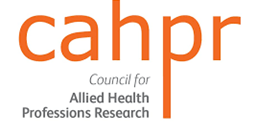 cahpr
Council for
Allied Health
Professions Research